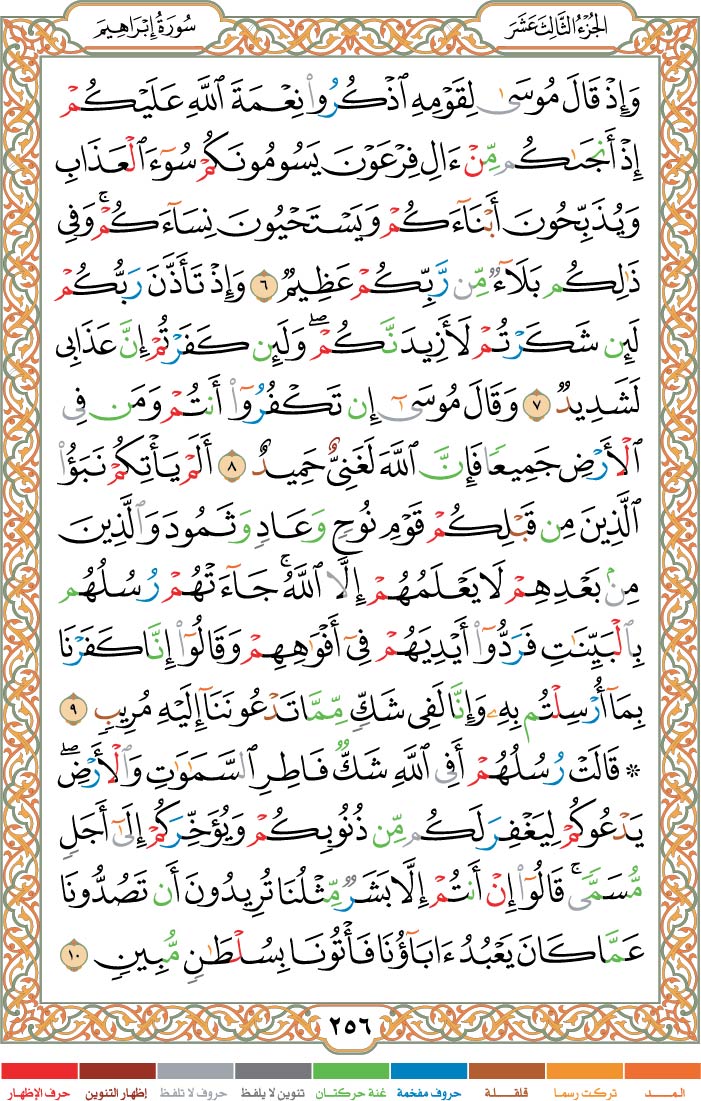 الجُزْءُ الثَّالِثَ عَشَرَ
سُورَةُ إِبْرَاهِيمَ
وَإِذْ قَالَ مُوسَىٰ لِقَوْمِهِ ٱذْكُرُوا۟ نِعْمَةَ ٱللَّهِ عَلَيْكُمْ
إِذْ أَنجَىٰكُم مِّنْ ءَالِ فِرْعَوْنَ يَسُومُونَكُمْ سُوٓءَ ٱلْعَذَابِ
وَيُذَبِّحُونَ أَبْنَآءَكُمْ وَيَسْتَحْيُونَ نِسَآءَكُمْ ۚ وَفِى
ذَٰلِكُم بَلَآءٌ مِّن رَّبِّكُمْ عَظِيمٌ ٦ وَإِذْ تَأَذَّنَ رَبُّكُمْ
لَئِن شَكَرْتُمْ لَأَزِيدَنَّكُمْ ۖ وَلَئِن كَفَرْتُمْ إِنَّ عَذَابِى
لَشَدِيدٌ ٧ وَقَالَ مُوسَىٰٓ إِن تَكْفُرُوٓا۟ أَنتُمْ وَمَن فِى
ٱلْأَرْضِ جَمِيعًا فَإِنَّ ٱللَّهَ لَغَنِىٌّ حَمِيدٌ ٨ أَلَمْ يَأْتِكُمْ نَبَؤُا۟
ٱلَّذِينَ مِن قَبْلِكُمْ قَوْمِ نُوحٍ وَعَادٍ وَثَمُودَ وَٱلَّذِينَ
مِنۢ بَعْدِهِمْ لَا يَعْلَمُهُمْ إِلَّا ٱللَّهُ ۚ جَآءَتْهُمْ رُسُلُهُم
بِٱلْبَيِّنَٰتِ فَرَدُّوٓا۟ أَيْدِيَهُمْ فِىٓ أَفْوَٰهِهِمْ وَقَالُوٓا۟ إِنَّا كَفَرْنَا
بِمَآ أُرْسِلْتُم بِهِۦ وَإِنَّا لَفِى شَكٍّ مِّمَّا تَدْعُونَنَآ إِلَيْهِ مُرِيبٍ ٩
۞ قَالَتْ رُسُلُهُمْ أَفِى ٱللَّهِ شَكٌّ فَاطِرِ ٱلسَّمَٰوَٰتِ وَٱلْأَرْضِ ۖ
يَدْعُوكُمْ لِيَغْفِرَ لَكُم مِّن ذُنُوبِكُمْ وَيُؤَخِّرَكُمْ إِلَىٰٓ أَجَلٍ
مُّسَمًّى ۚ قَالُوٓا۟ إِنْ أَنتُمْ إِلَّا بَشَرٌ مِّثْلُنَا تُرِيدُونَ أَن تَصُدُّونَا
عَمَّا كَانَ يَعْبُدُ ءَابَآؤُنَا فَأْتُونَا بِسُلْطَٰنٍ مُّبِينٍ ١٠
٢٥٦
المـــد تركت رسما قلقـلـة حروف مفخمة غنة حركتان تنوين لا يلفظ حروف لا تلفظ إظهار التنوين حرف الإظهار